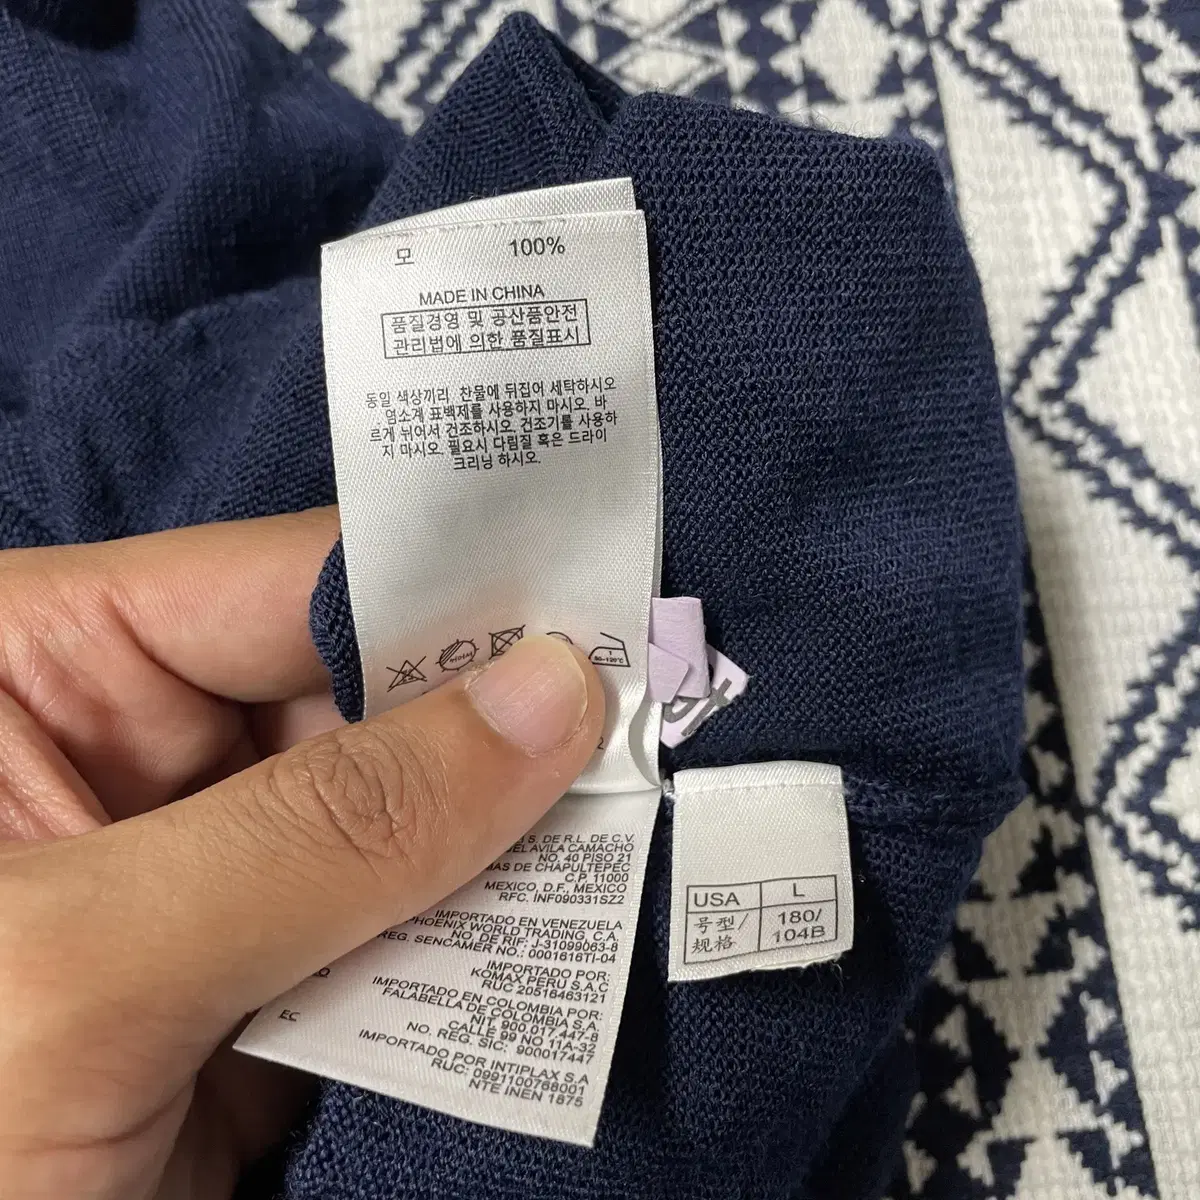 모 100%
MADE IN CHINA
품질경영 및 공산품안전
관리법에 의한 품질표시
동일 색상끼리 찬물에 뒤집어 세탁하시오
염소계 표백제를 사용하지 마시오. 바
르게 뉘어서 건조하시오. 건조기를 사용하
지 마시오. 필요시 다림질 혹은 드라이
크리닝 하시오.
80-120℃
2
S. DE R.L. DE C.V.
AVILA CAMACHO
NO. 40 PISO 21
DE CHAPULTEPEC
C.P. 11000
MEXICO, D.F., MEXICO
RFC. INF090331SZ2
IMPORTADO EN VENEZUELA
PHOENIX WORLD TRADING, C.A.
NO. DE RIF: J-31099063-8
REG. SENCAMER NO.: 0001616TI-04
IMPORTADO POR:
KOMAX PERU S.A.C
RUC 20516463121
IMPORTADO EN COLOMBIA POR:
FALABELLA DE COLOMBIA S.A.
NIT 900.017.447-8
CALLE 99 NO 11A-32
NO. REG. SIC: 900017447
EC
IMPORTADO POR INTIPLAX S.A
RUC: 0991100768001
NTE INEN 1875
USA L
号型/ 180/
规格 104B